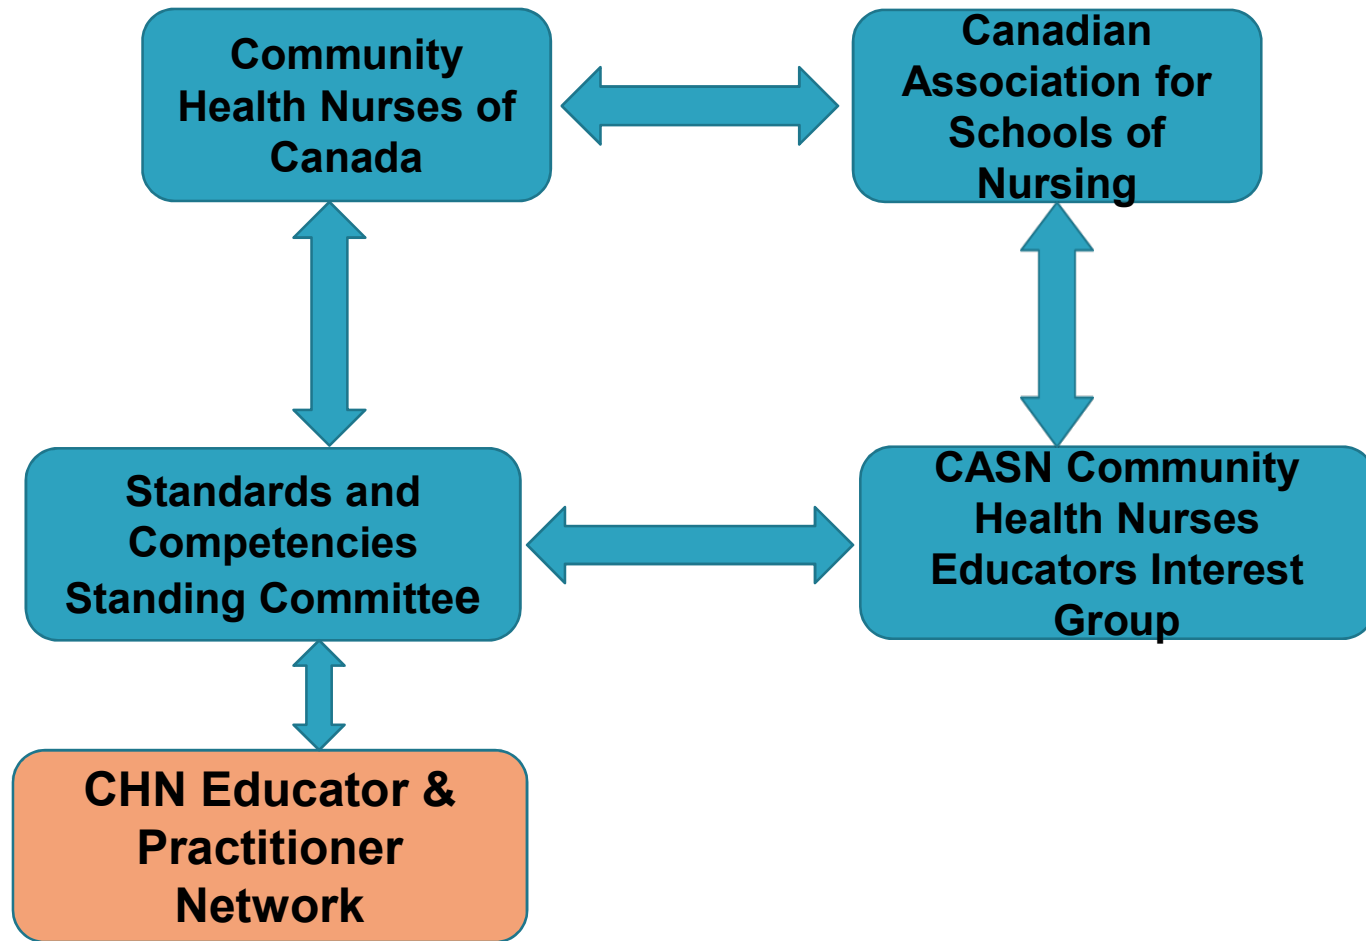 Community
Health Nurses of
Canada
Canadian
Association for
Schools of
Nursing
Standards and
Competencies
Standing Committee
CASN Community
Health Nurses
Educators Interest
Group
CHN Educator &
Practitioner
Network